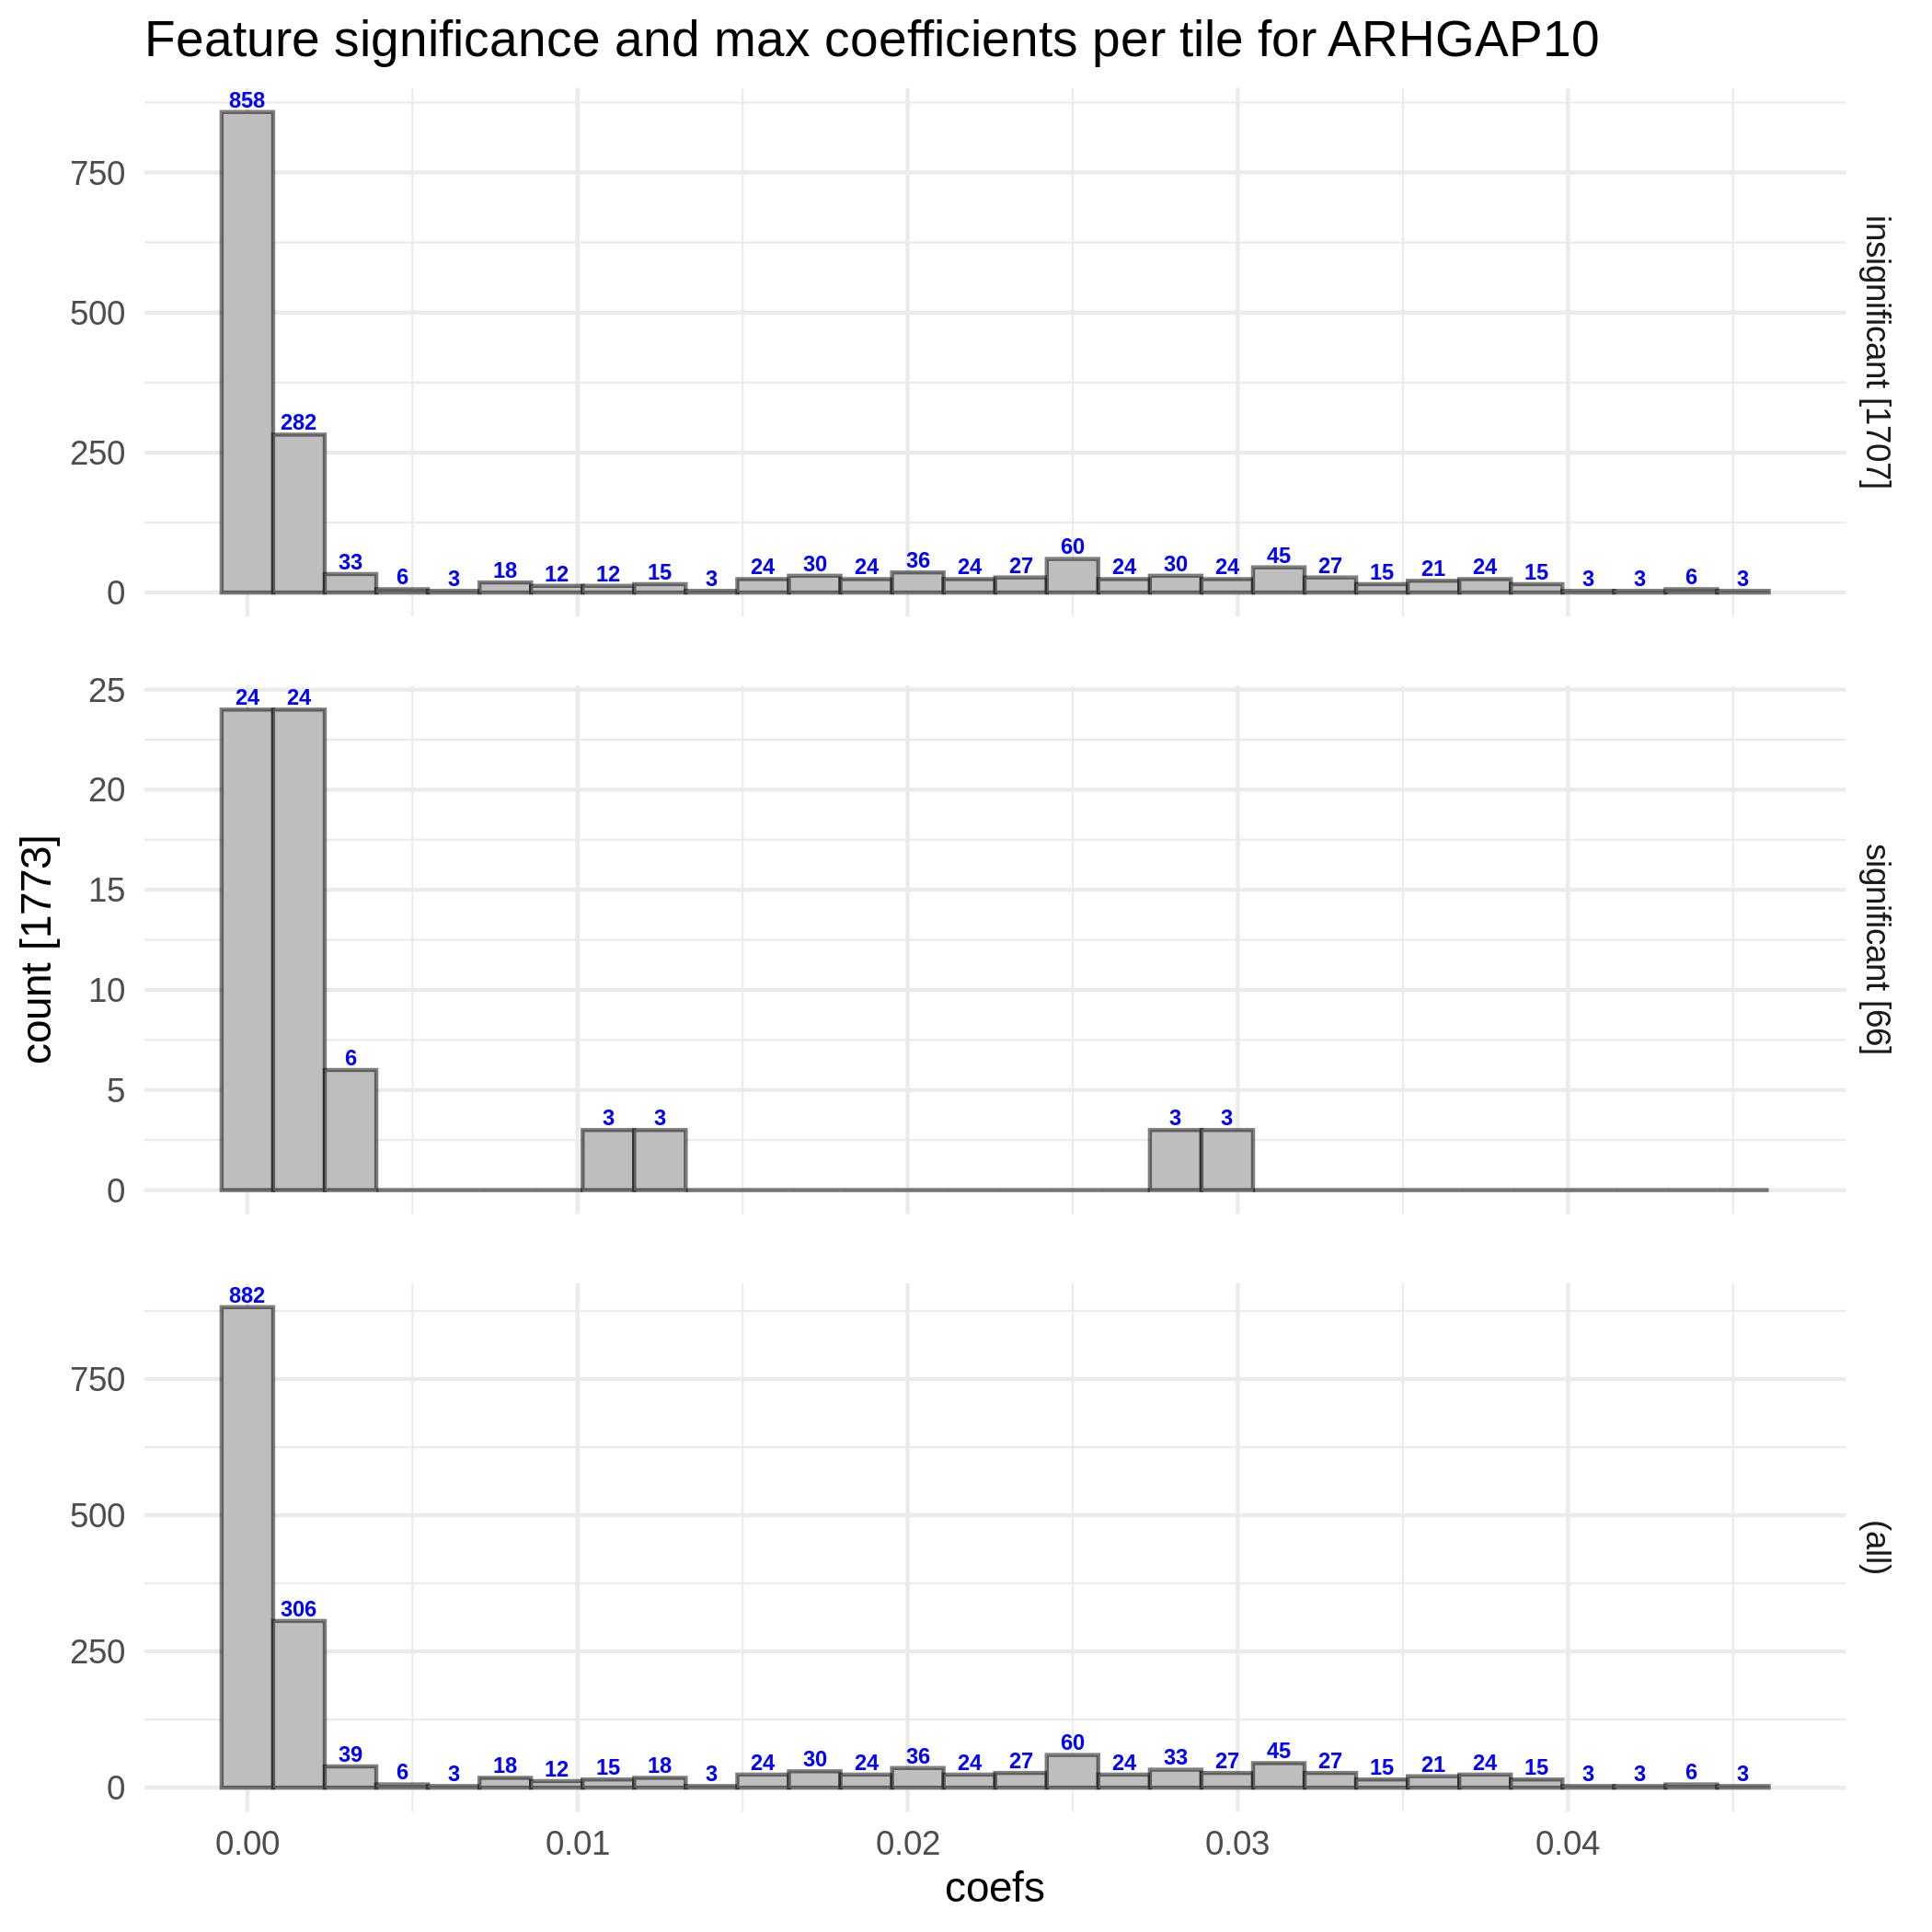 Feature significance and max coefficients per tile for ARHGAP10
858
282
33 6 3 18 12 12 15 3 24 30 24 36 24 27 60 24 30 24 45 27 15 21 24 15 3 3 6 3
750
500
250
0
insignificant [1707]
24 24
6
3 3
3 3
25
20
15
10
5
0
significant [66]
count [1773]
882
306
39 6 3 18 12 15 18 3 24 30 24 36 24 27 60 24 33 27 45 27 15 21 24 15 3 3 6 3
750
500
250
0
(all)
0.00 0.01 0.02 0.03 0.04
coefs